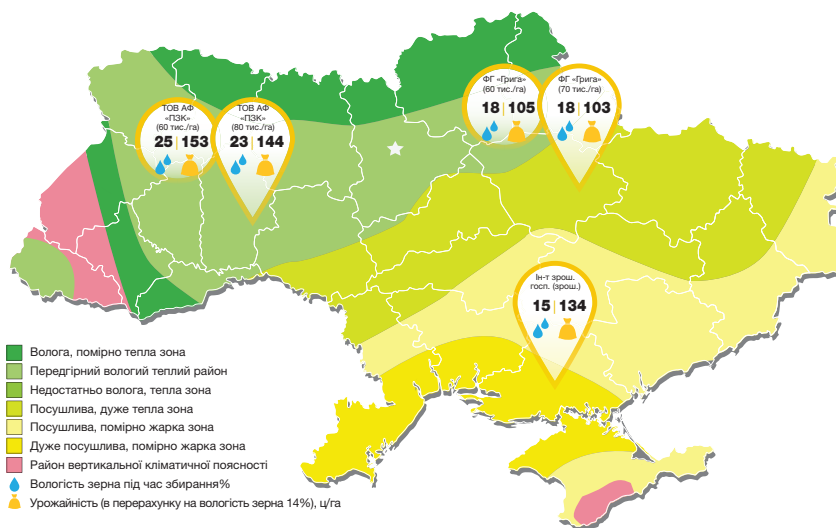 ТОВ АФ
«ПЗК»
(60 тис./га)
25 | 153
ТОВ АФ
«ПЗК»
(80 тис./га)
23 | 144
ФГ «Грига»
(60 тис./га)
18 | 105
ФГ «Грига»
(70 тис./га)
18 | 103
Ін-т зрош.
госп. (зрош.)
15 | 134
Волога, помірно тепла зона
Передгірний вологий теплий район
Недостатньо волога, тепла зона
Посушлива, дуже тепла зона
Посушлива, помірно жарка зона
Дуже посушлива, помірно жарка зона
Район вертикальної кліматичної поясності
Вологість зерна під час збирання%
Урожайність (в перерахунку на вологість зерна 14%), ц/га